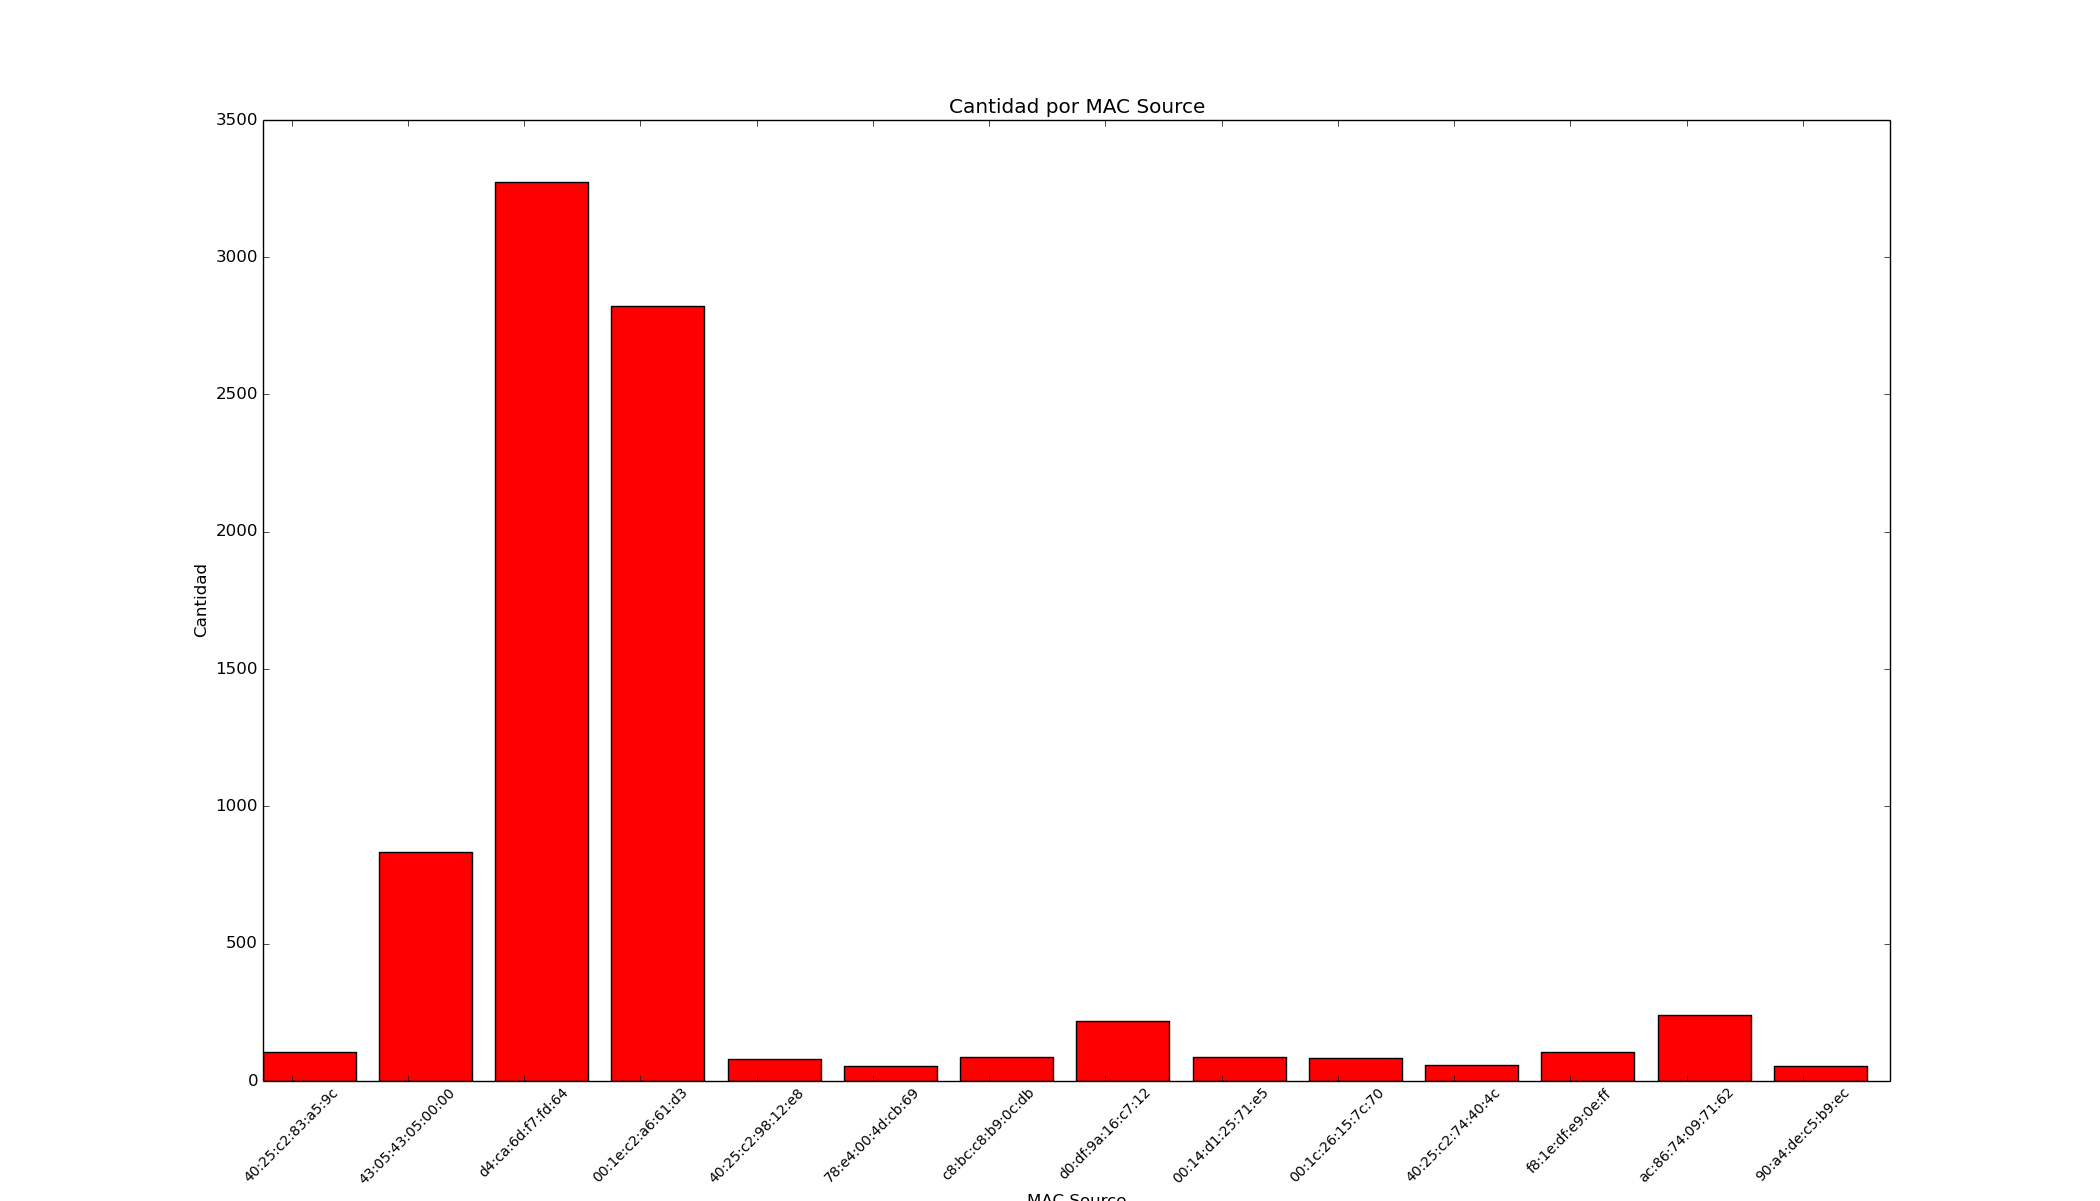 Cantidad por MAC Source
3500
3000
2500
2000
1500
1000
500
0
Cantidad
40:25:c2:83:a5:9c
43:05:43:05:00:00
d4:ca:6d:f7:fd:64
00:1e:c2:a6:61:d3
40:25:c2:98:12:e8
78:e4:00:4d:cb:69
c8:bc:c8:b9:0c:db
d0:df:9a:16:c7:12
00:14:d1:25:71:e5
00:1c:26:15:7c:70
40:25:c2:74:40:4c
f8:1e:df:e9:0e:ff
ac:86:74:09:71:62
90:a4:de:c5:b9:ec
MAC Source